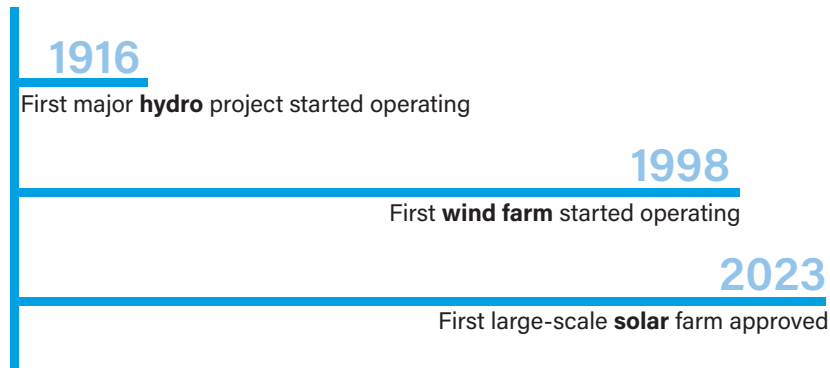 1916
First major hydro project started operating
1998
First wind farm started operating
2023
First large-scale solar farm approved